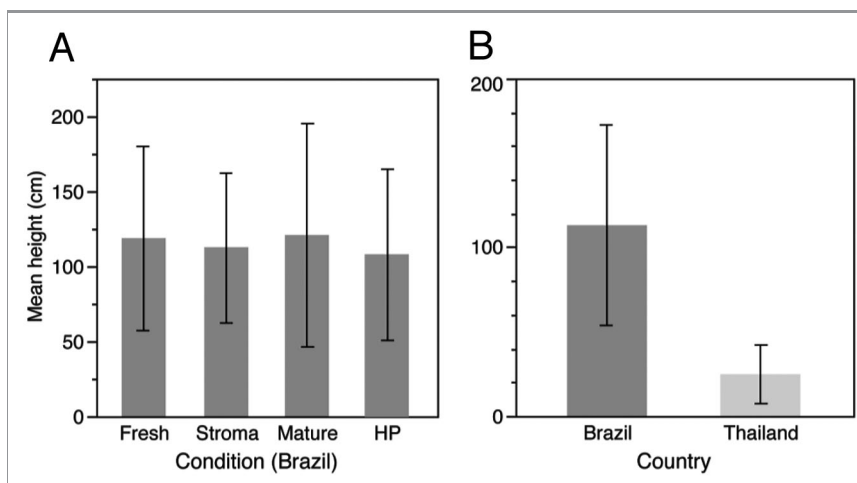 A
Mean height (cm)
200
150
100
50
0
Fresh Stroma Mature HP
Condition (Brazil)
B
200
100
0
Brazil Thailand
Country